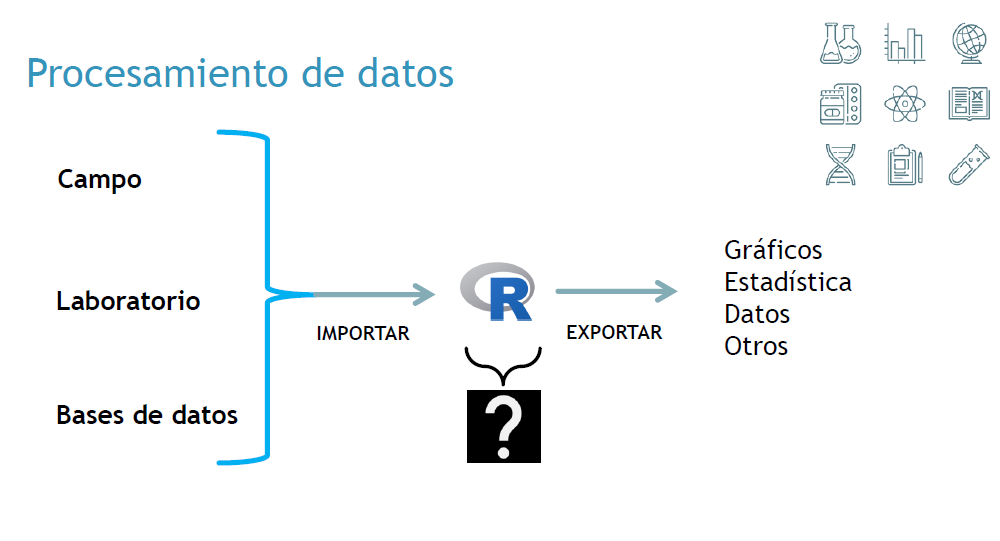 Procesamiento de datos
Campo
Laboratorio
Bases de datos
IMPORTAR
R
?
EXPORTAR
Gráficos
Estadística
Datos
Otros